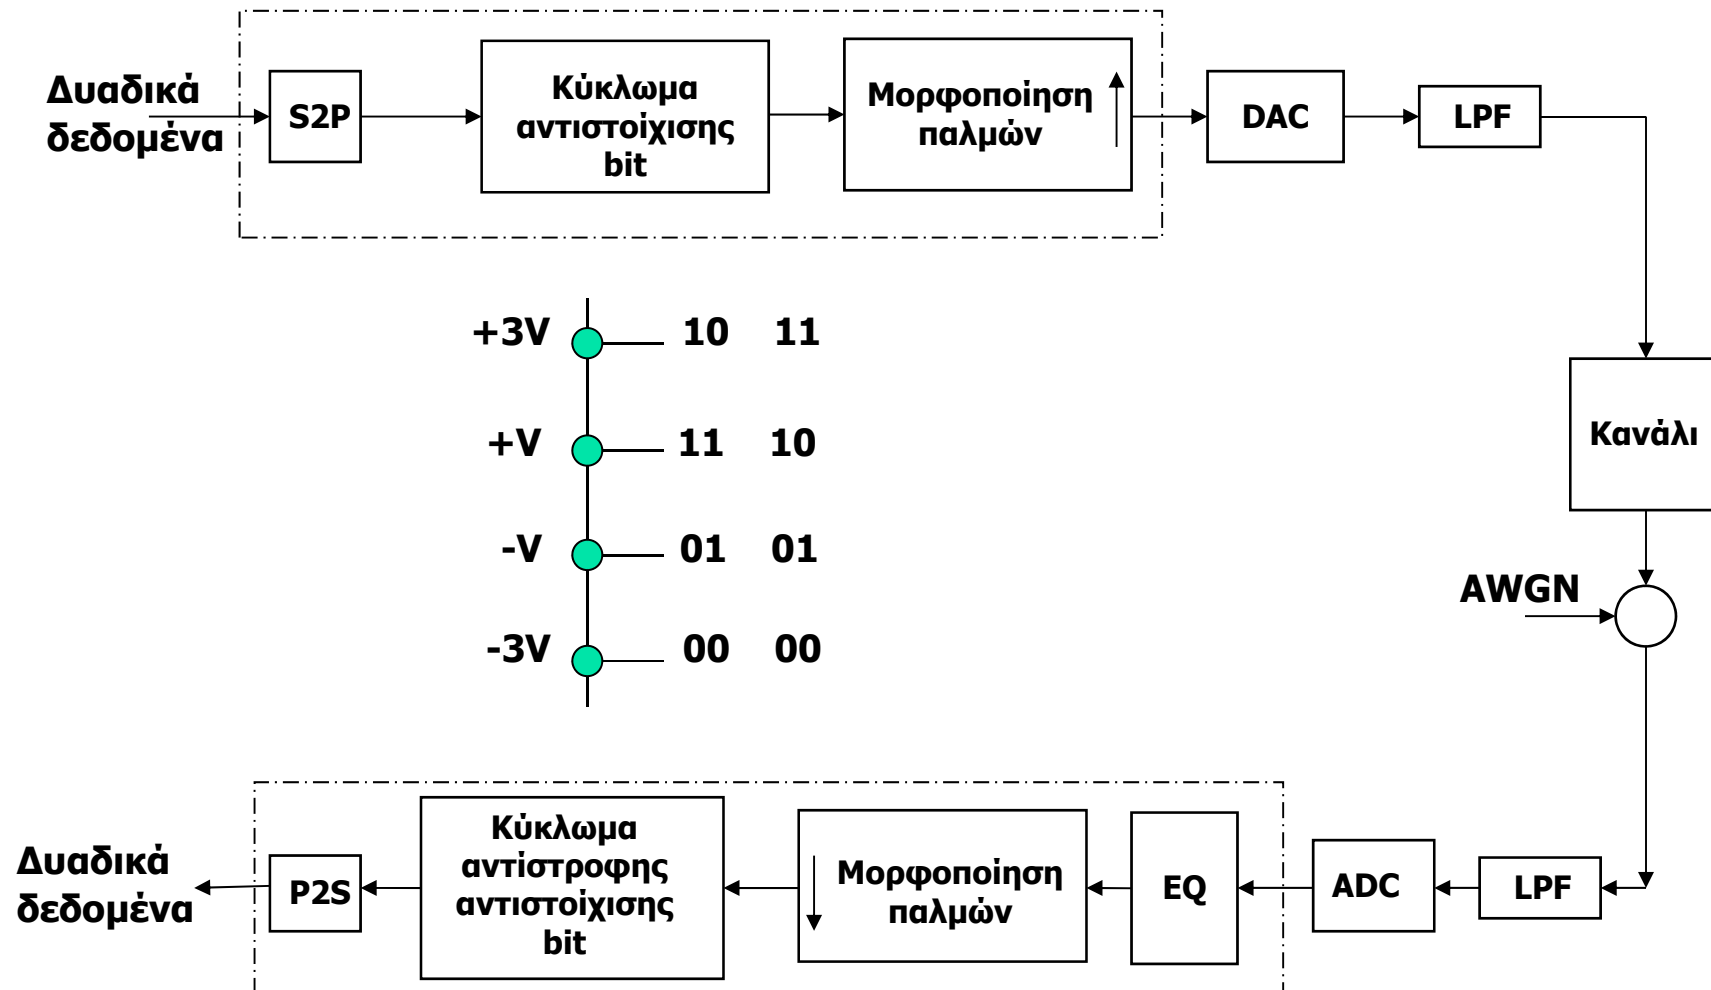 Δυαδικά
δεδομένα
S2P
Κύκλωμα
αντιστοίχισης
bit
Μορφοποίηση
παλμών
DAC
LPF
+3V 10 11
+V 11 10
-V 01 01
-3V 00 00
Κανάλι
AWGN
Δυαδικά
δεδομένα
P2S
Κύκλωμα
αντίστροφης
αντιστοίχισης
bit
Μορφοποίηση
παλμών
EQ
ADC
LPF